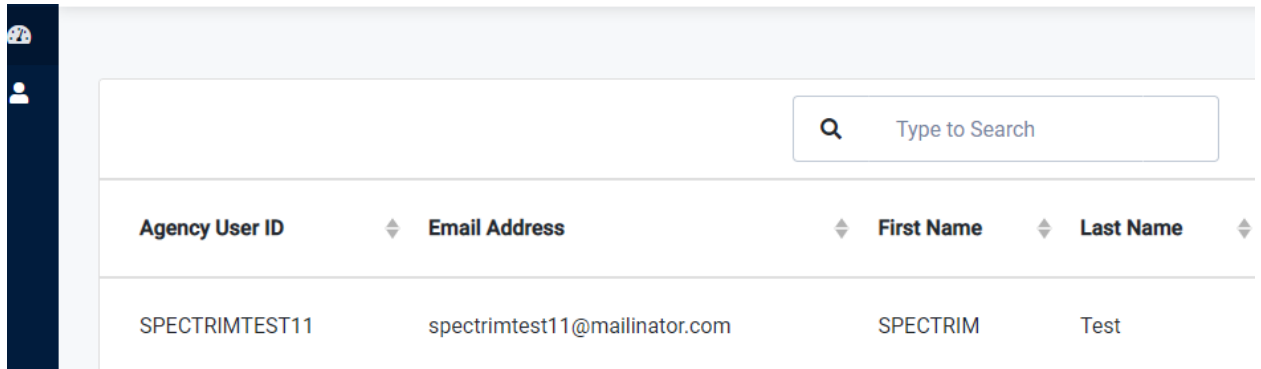 Type to Search
Agency User ID Email Address First Name Last Name
SPECTRIMTEST11 spectrimtest11@mailinator.com SPECTRIM Test